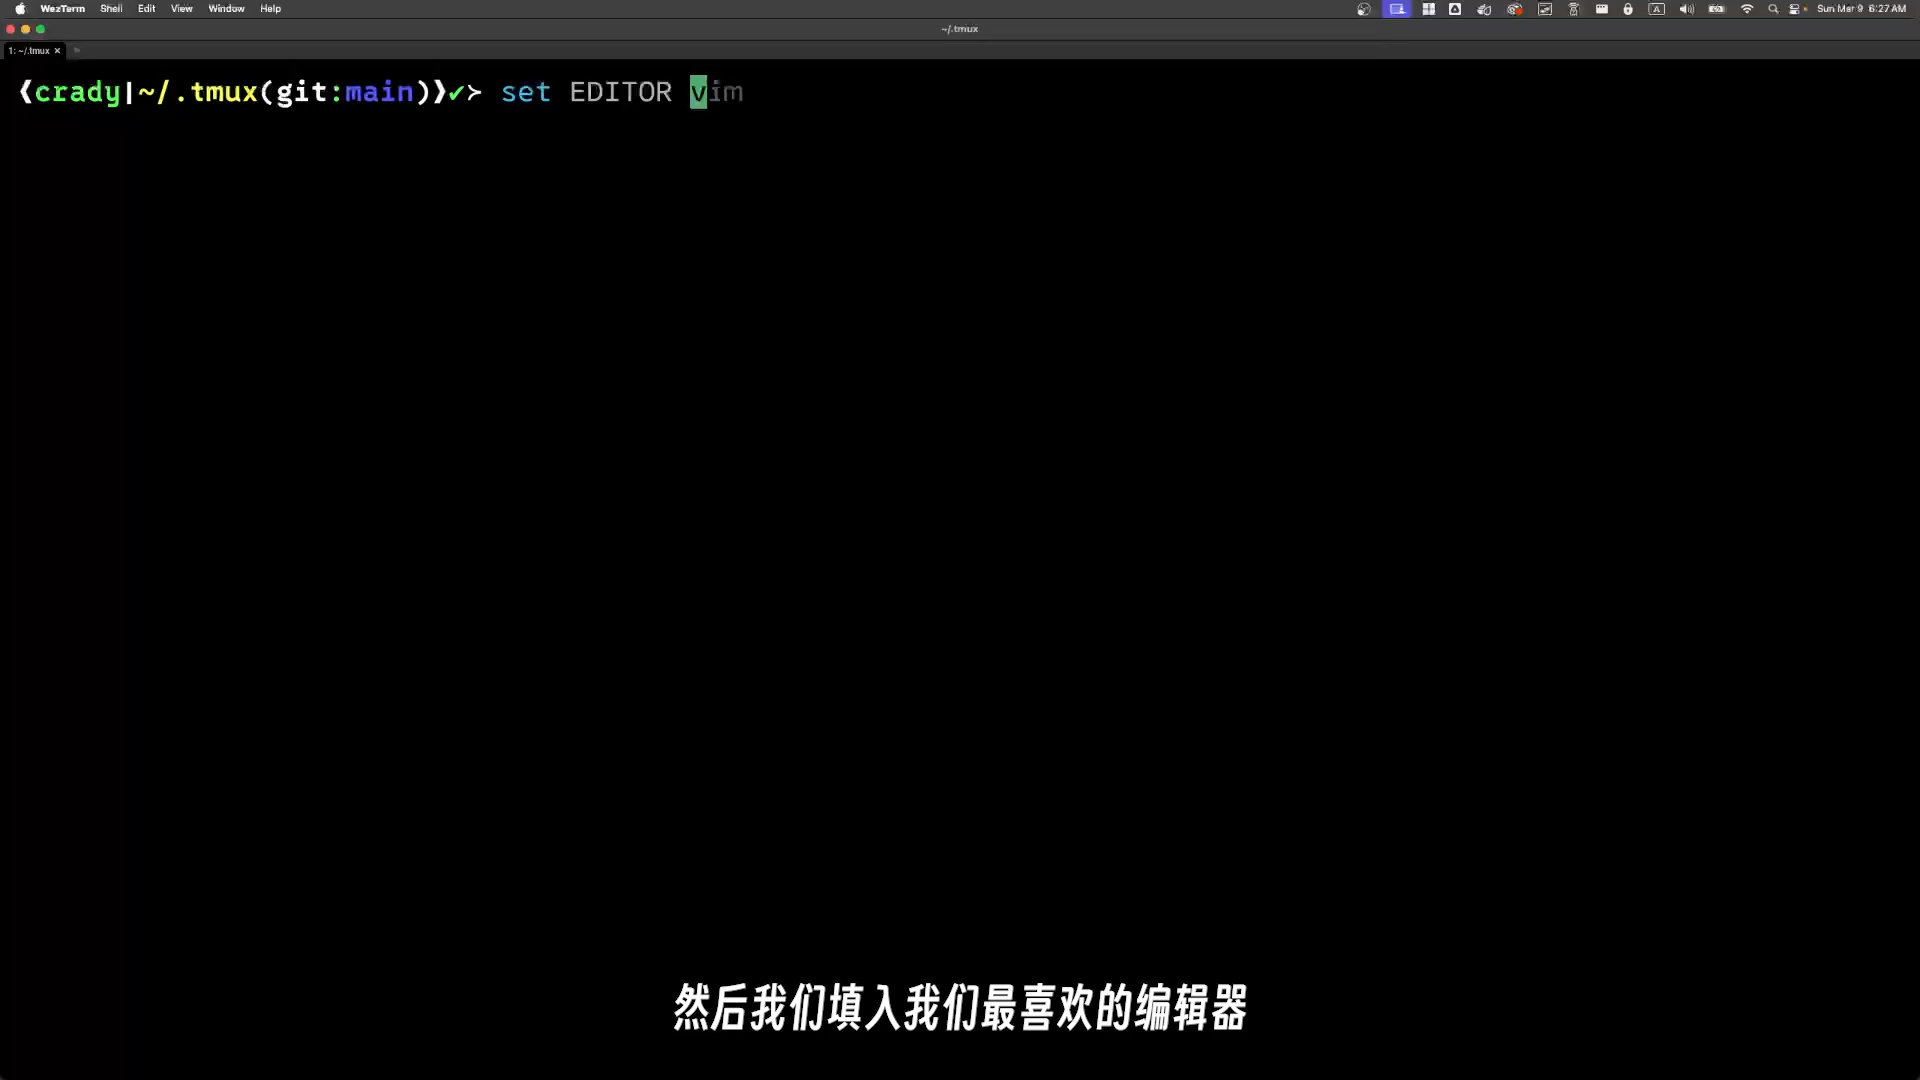 WezTerm Shell Edit View Window Help Sun Mar 9 6:27 AM
~/.tmux
1: ~/.tmux ×
❰crady|~/.tmux(git:main)❱✔≻ set EDITOR vim
然后我们填入我们最喜欢的编辑器